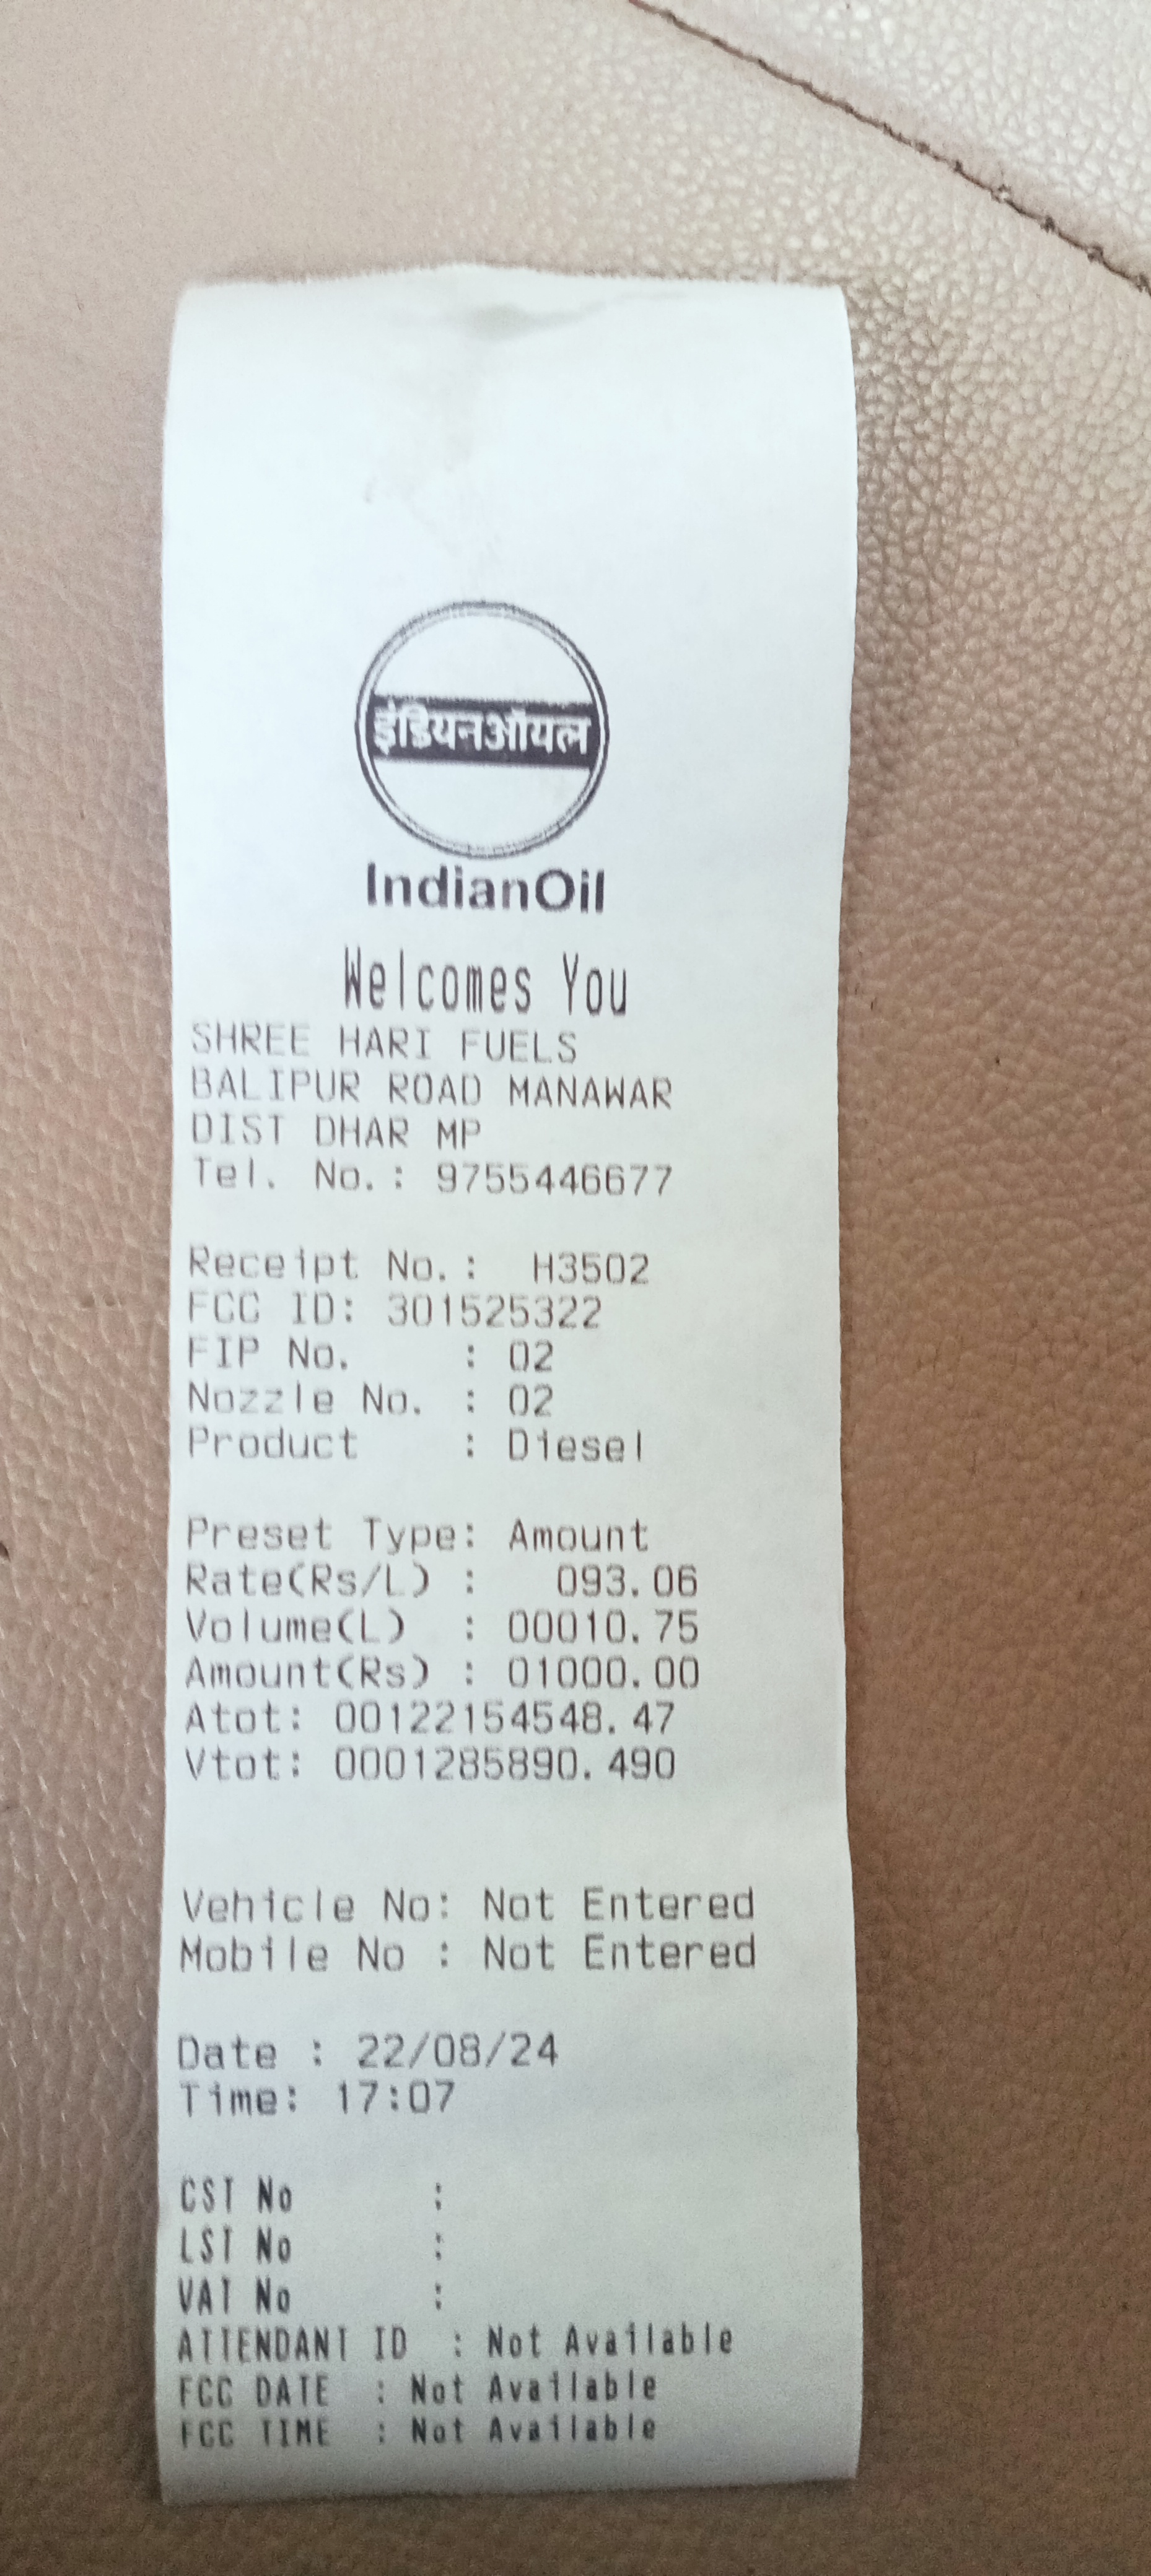 इंडियनऑयल
IndianOil
Welcomes You
SHREE HARI FUELS
BALIPUR ROAD MANAWAR
DIST DHAR MP
Tel. No.: 9755446677
Receipt No.: H3502
FCC ID: 301525322
FIP No. : 02
Nozzle No. : 02
Product : Diesel
Preset Type: Amount
Rate(Rs/L) : 093.06
Volume(L) : 00010.75
Amount(Rs) : 01000.00
Atot: 00122154548.47
Vtot: 0001285890.490
Vehicle No: Not Entered
Mobile No : Not Entered
Date : 22/08/24
Time: 17:07
CST No :
LST No :
VAT No :
ATTENDANT ID : Not Available
FCC DATE : Not Available
FCC TIME : Not Available